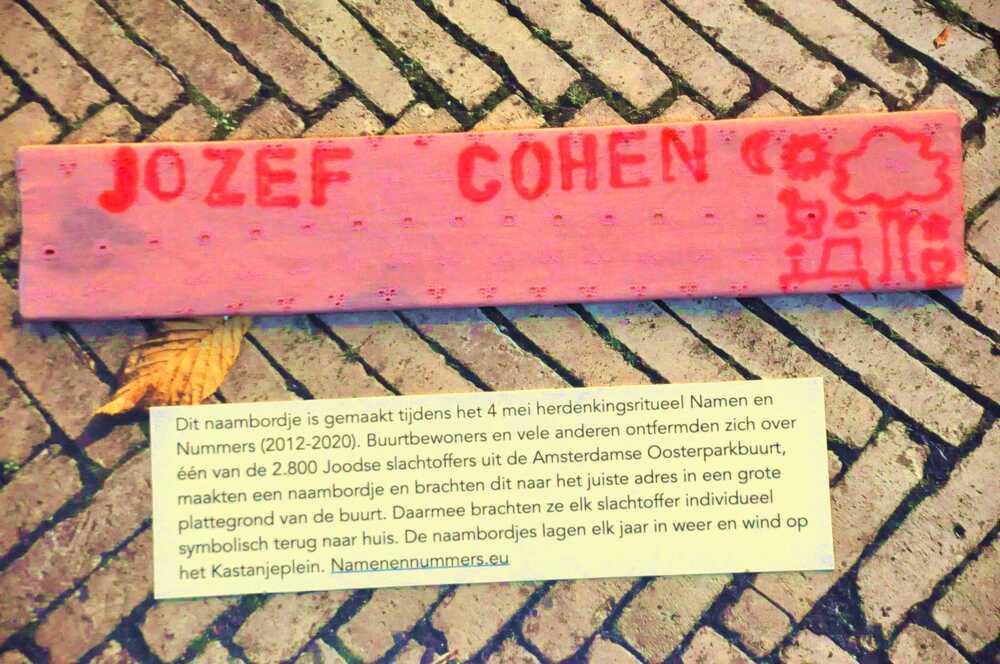 JOZEF COHEN
Dit naambordje is gemaakt tijdens het 4 mei herdenkingsritueel Namen en
Nummers (2012-2020). Buurtbewoners en vele anderen ontfermden zich over
één van de 2.800 Joodse slachtoffers uit de Amsterdamse Oosterparkbuurt,
maakten een naambordje en brachten dit naar het juiste adres in een grote
plattegrond van de buurt. Daarmee brachten ze elk slachtoffer individueel
symbolisch terug naar huis. De naambordjes lagen elk jaar in weer en wind op
het Kastanjeplein. Namenennummers.eu